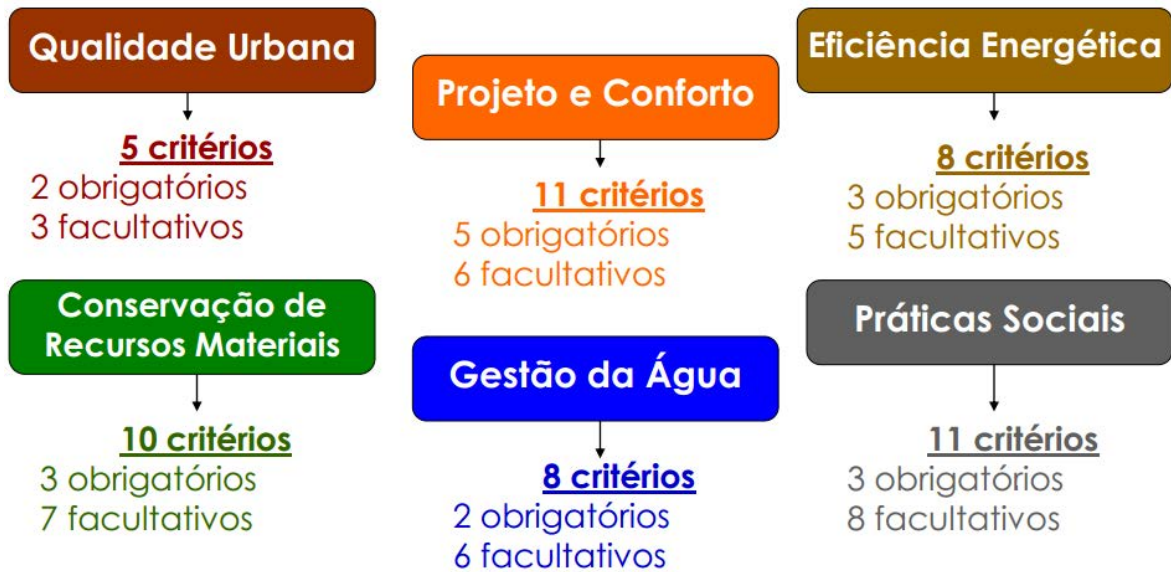 Qualidade Urbana
5 critérios
2 obrigatórios
3 facultativos
Projeto e Conforto
11 critérios
5 obrigatórios
6 facultativos
Eficiência Energética
8 critérios
3 obrigatórios
5 facultativos
Conservação de
Recursos Materiais
10 critérios
3 obrigatórios
7 facultativos
Gestão da Água
8 critérios
2 obrigatórios
6 facultativos
Práticas Sociais
11 critérios
3 obrigatórios
8 facultativos